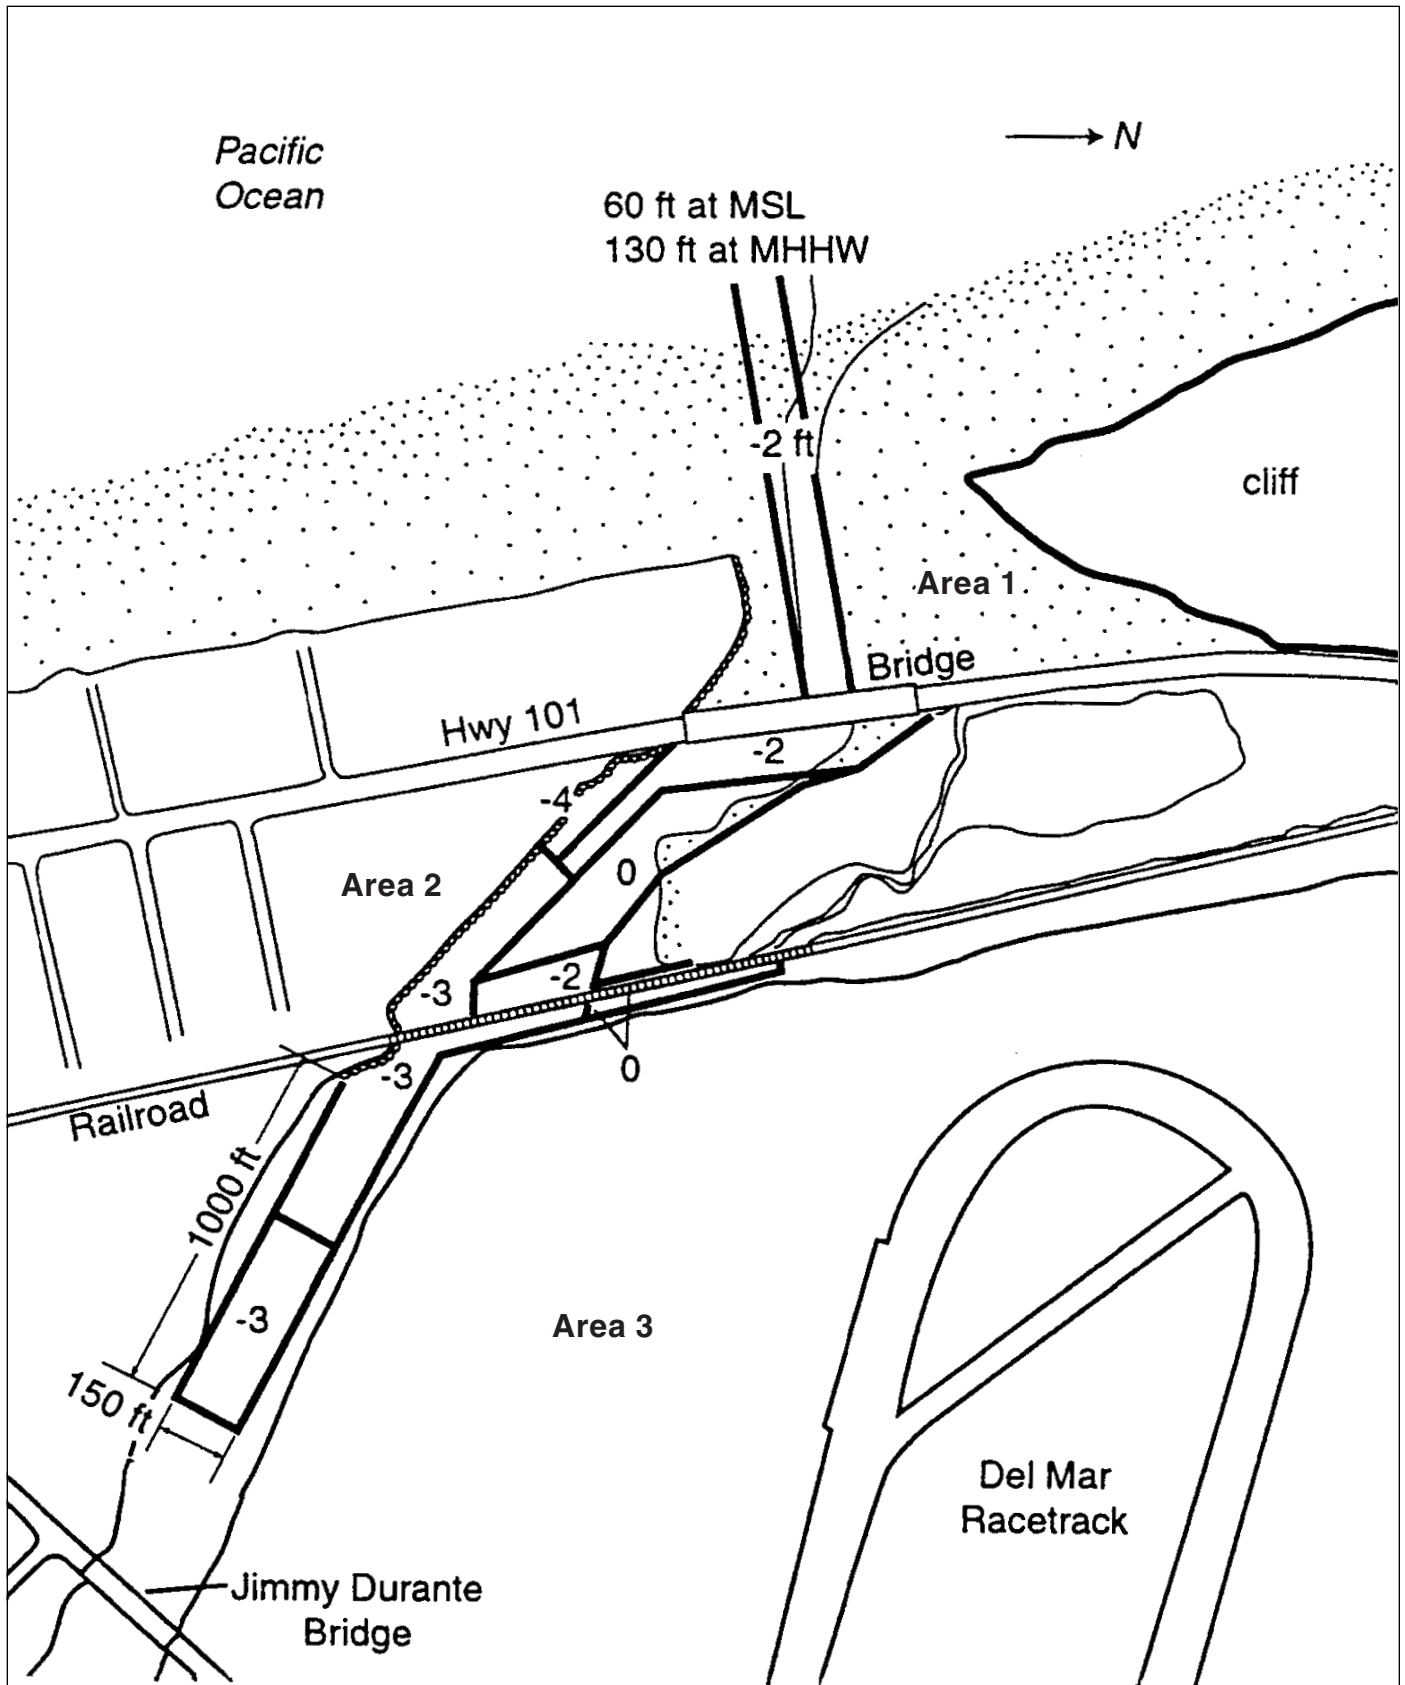 Pacific
Ocean
N
60 ft at MSL
130 ft at MHHW
-2 ft
cliff
Area 1
Bridge
Hwy 101
-2
-4
Area 2
0
-3
-2
0
-3
Railroad
1000 ft
-3
Area 3
150 ft
Del Mar
Racetrack
Jimmy Durante
Bridge